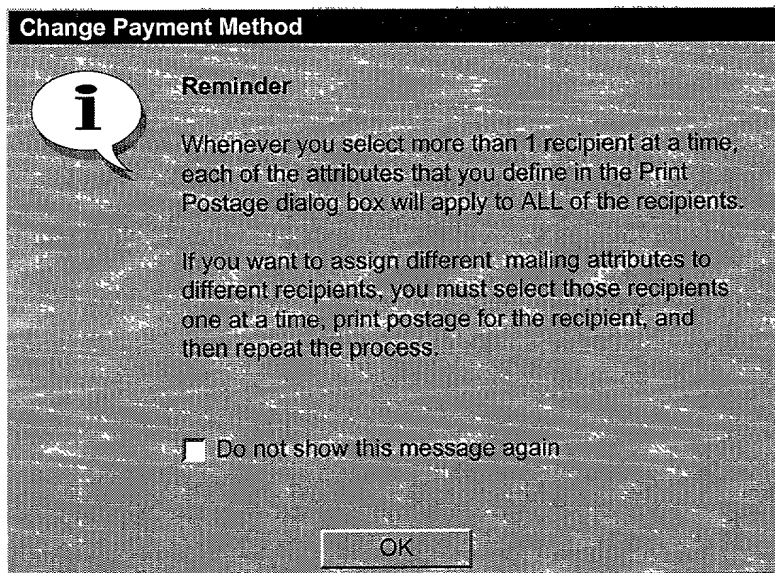 Change Payment Method
Reminder
Whenever you select more than 1 recipient at a time,
each of the attributes that you define in the Print
Postage dialog box will apply to ALL of the recipients.
If you want to assign different mailing attributes to
different recipients, you must select those recipients
one at a time, print postage for the recipient, and
then repeat the process.
Do not show this message again
OK